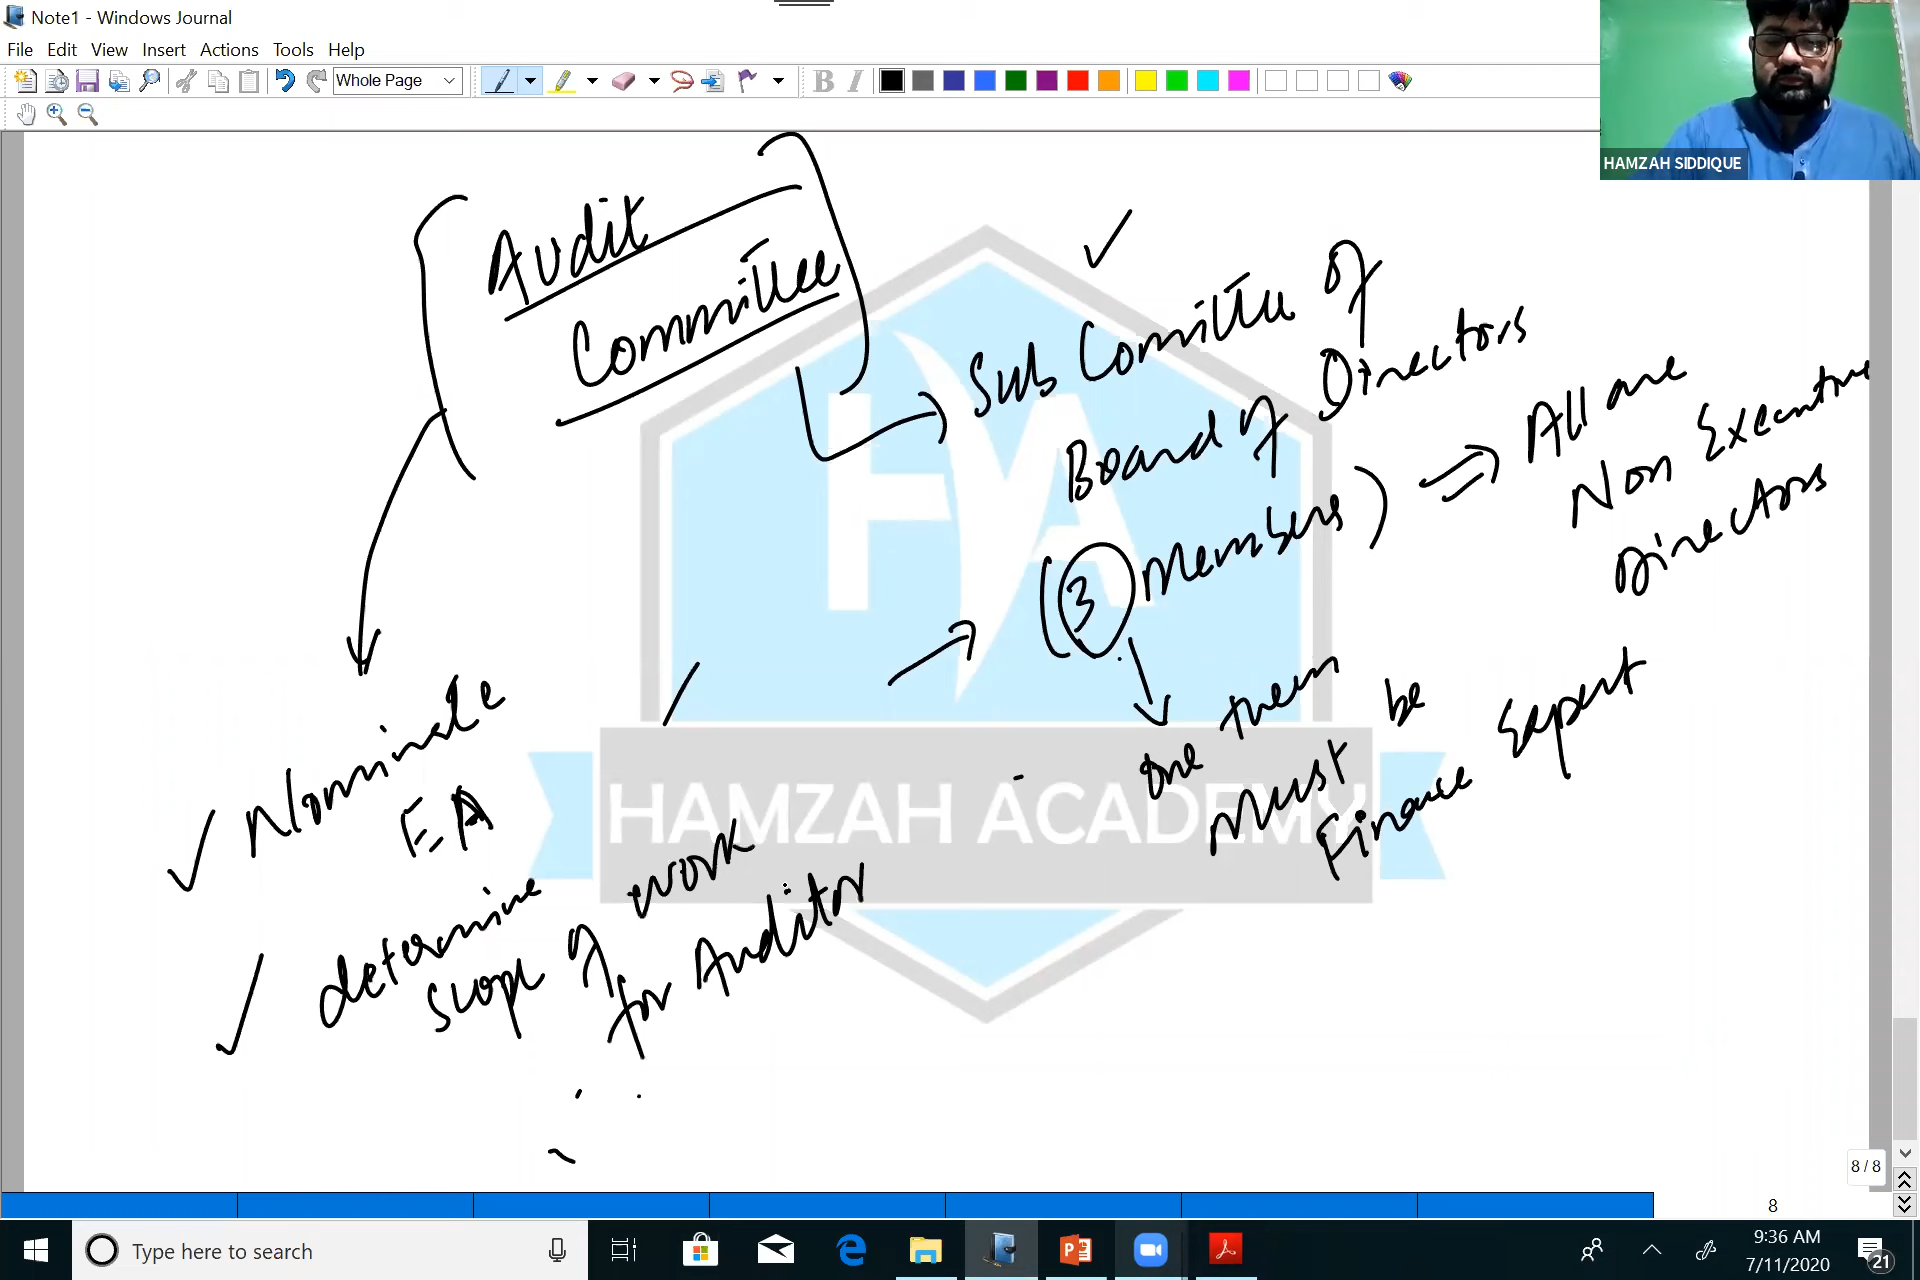 Note1 - Windows Journal
File Edit View Insert Actions Tools Help
Whole Page
B I
HAMZAH SIDDIQUE
Audit
Committee
Sub Comittee of
Board of Directors
(3 Members)
All are
Non Executive
Directors
one them
Must be
Finance Expert
Nominate
E.A
determine
scope of work
for Auditor
HAMZAH ACADEMY
8 / 8
8
Type here to search
9:36 AM
7/11/2020
21